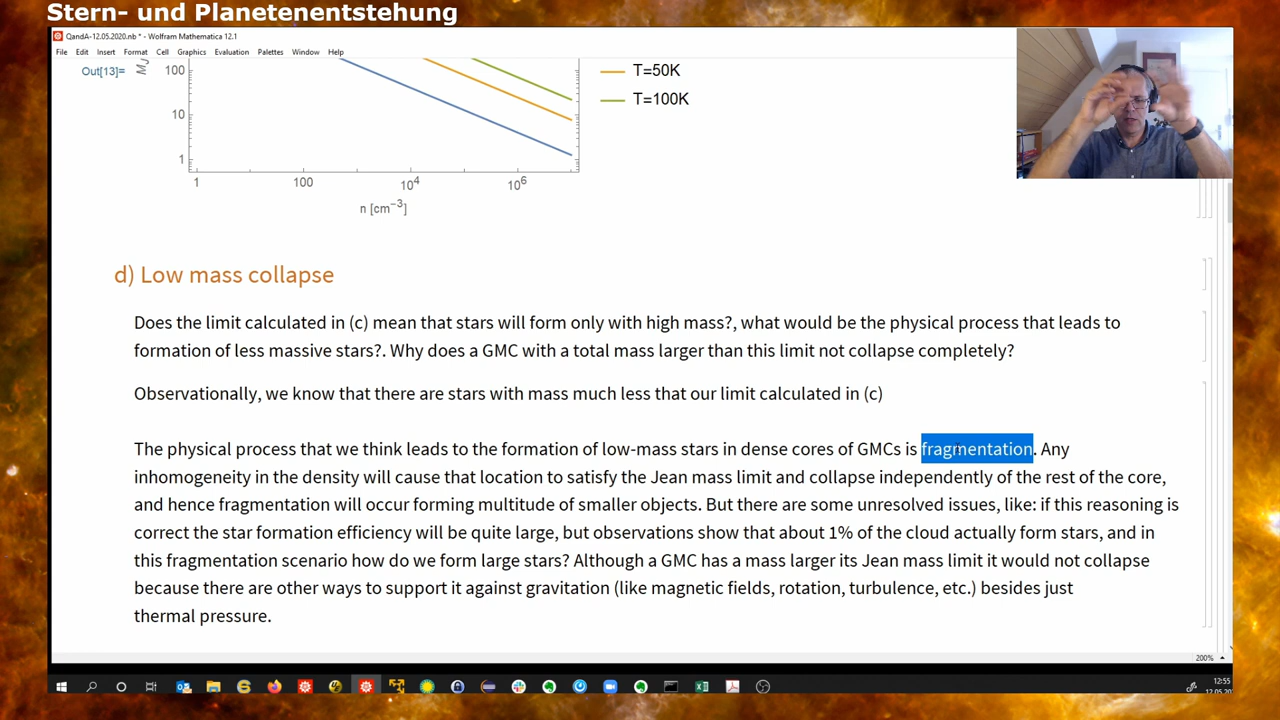 Stern- und Planetenentstehung
QandA-12.05.2020.nb * - Wolfram Mathematica 12.1
File Edit Insert Format Cell Graphics Evaluation Palettes Window Help
Out[13]=
M_J
100
10
1
1 100 10^4 10^6
n [cm^-3]
T=50K
T=100K
d) Low mass collapse
Does the limit calculated in (c) mean that stars will form only with high mass?, what would be the physical process that leads to
formation of less massive stars?. Why does a GMC with a total mass larger than this limit not collapse completely?
Observationally, we know that there are stars with mass much less that our limit calculated in (c)
The physical process that we think leads to the formation of low-mass stars in dense cores of GMCs is fragmentation. Any
inhomogeneity in the density will cause that location to satisfy the Jean mass limit and collapse independently of the rest of the core,
and hence fragmentation will occur forming multitude of smaller objects. But there are some unresolved issues, like: if this reasoning is
correct the star formation efficiency will be quite large, but observations show that about 1% of the cloud actually form stars, and in
this fragmentation scenario how do we form large stars? Although a GMC has a mass larger its Jean mass limit it would not collapse
because there are other ways to support it against gravitation (like magnetic fields, rotation, turbulence, etc.) besides just
thermal pressure.
200%
12:55